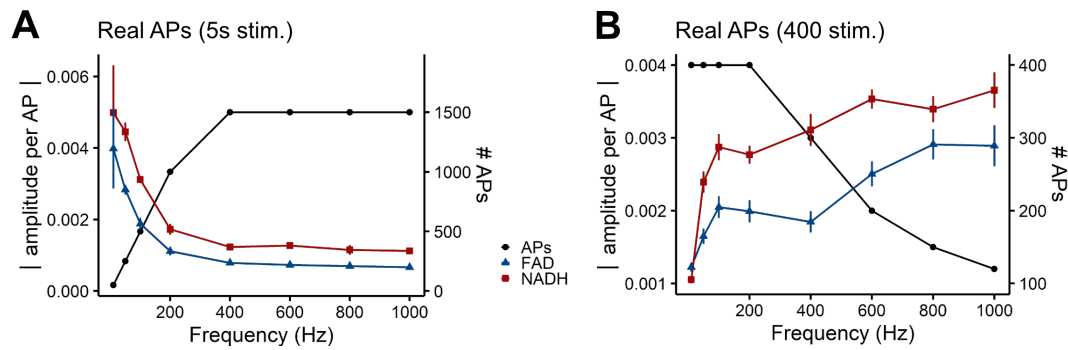 A
Real APs (5s stim.)
| amplitude per AP |
0.006
0.004
0.002
0.000
1500
1000
500
0
# APs
200
400
600
800
1000
Frequency (Hz)
APs
FAD
NADH
B
Real APs (400 stim.)
| amplitude per AP |
0.004
0.003
0.002
0.001
400
300
200
100
# APs
200
400
600
800
1000
Frequency (Hz)